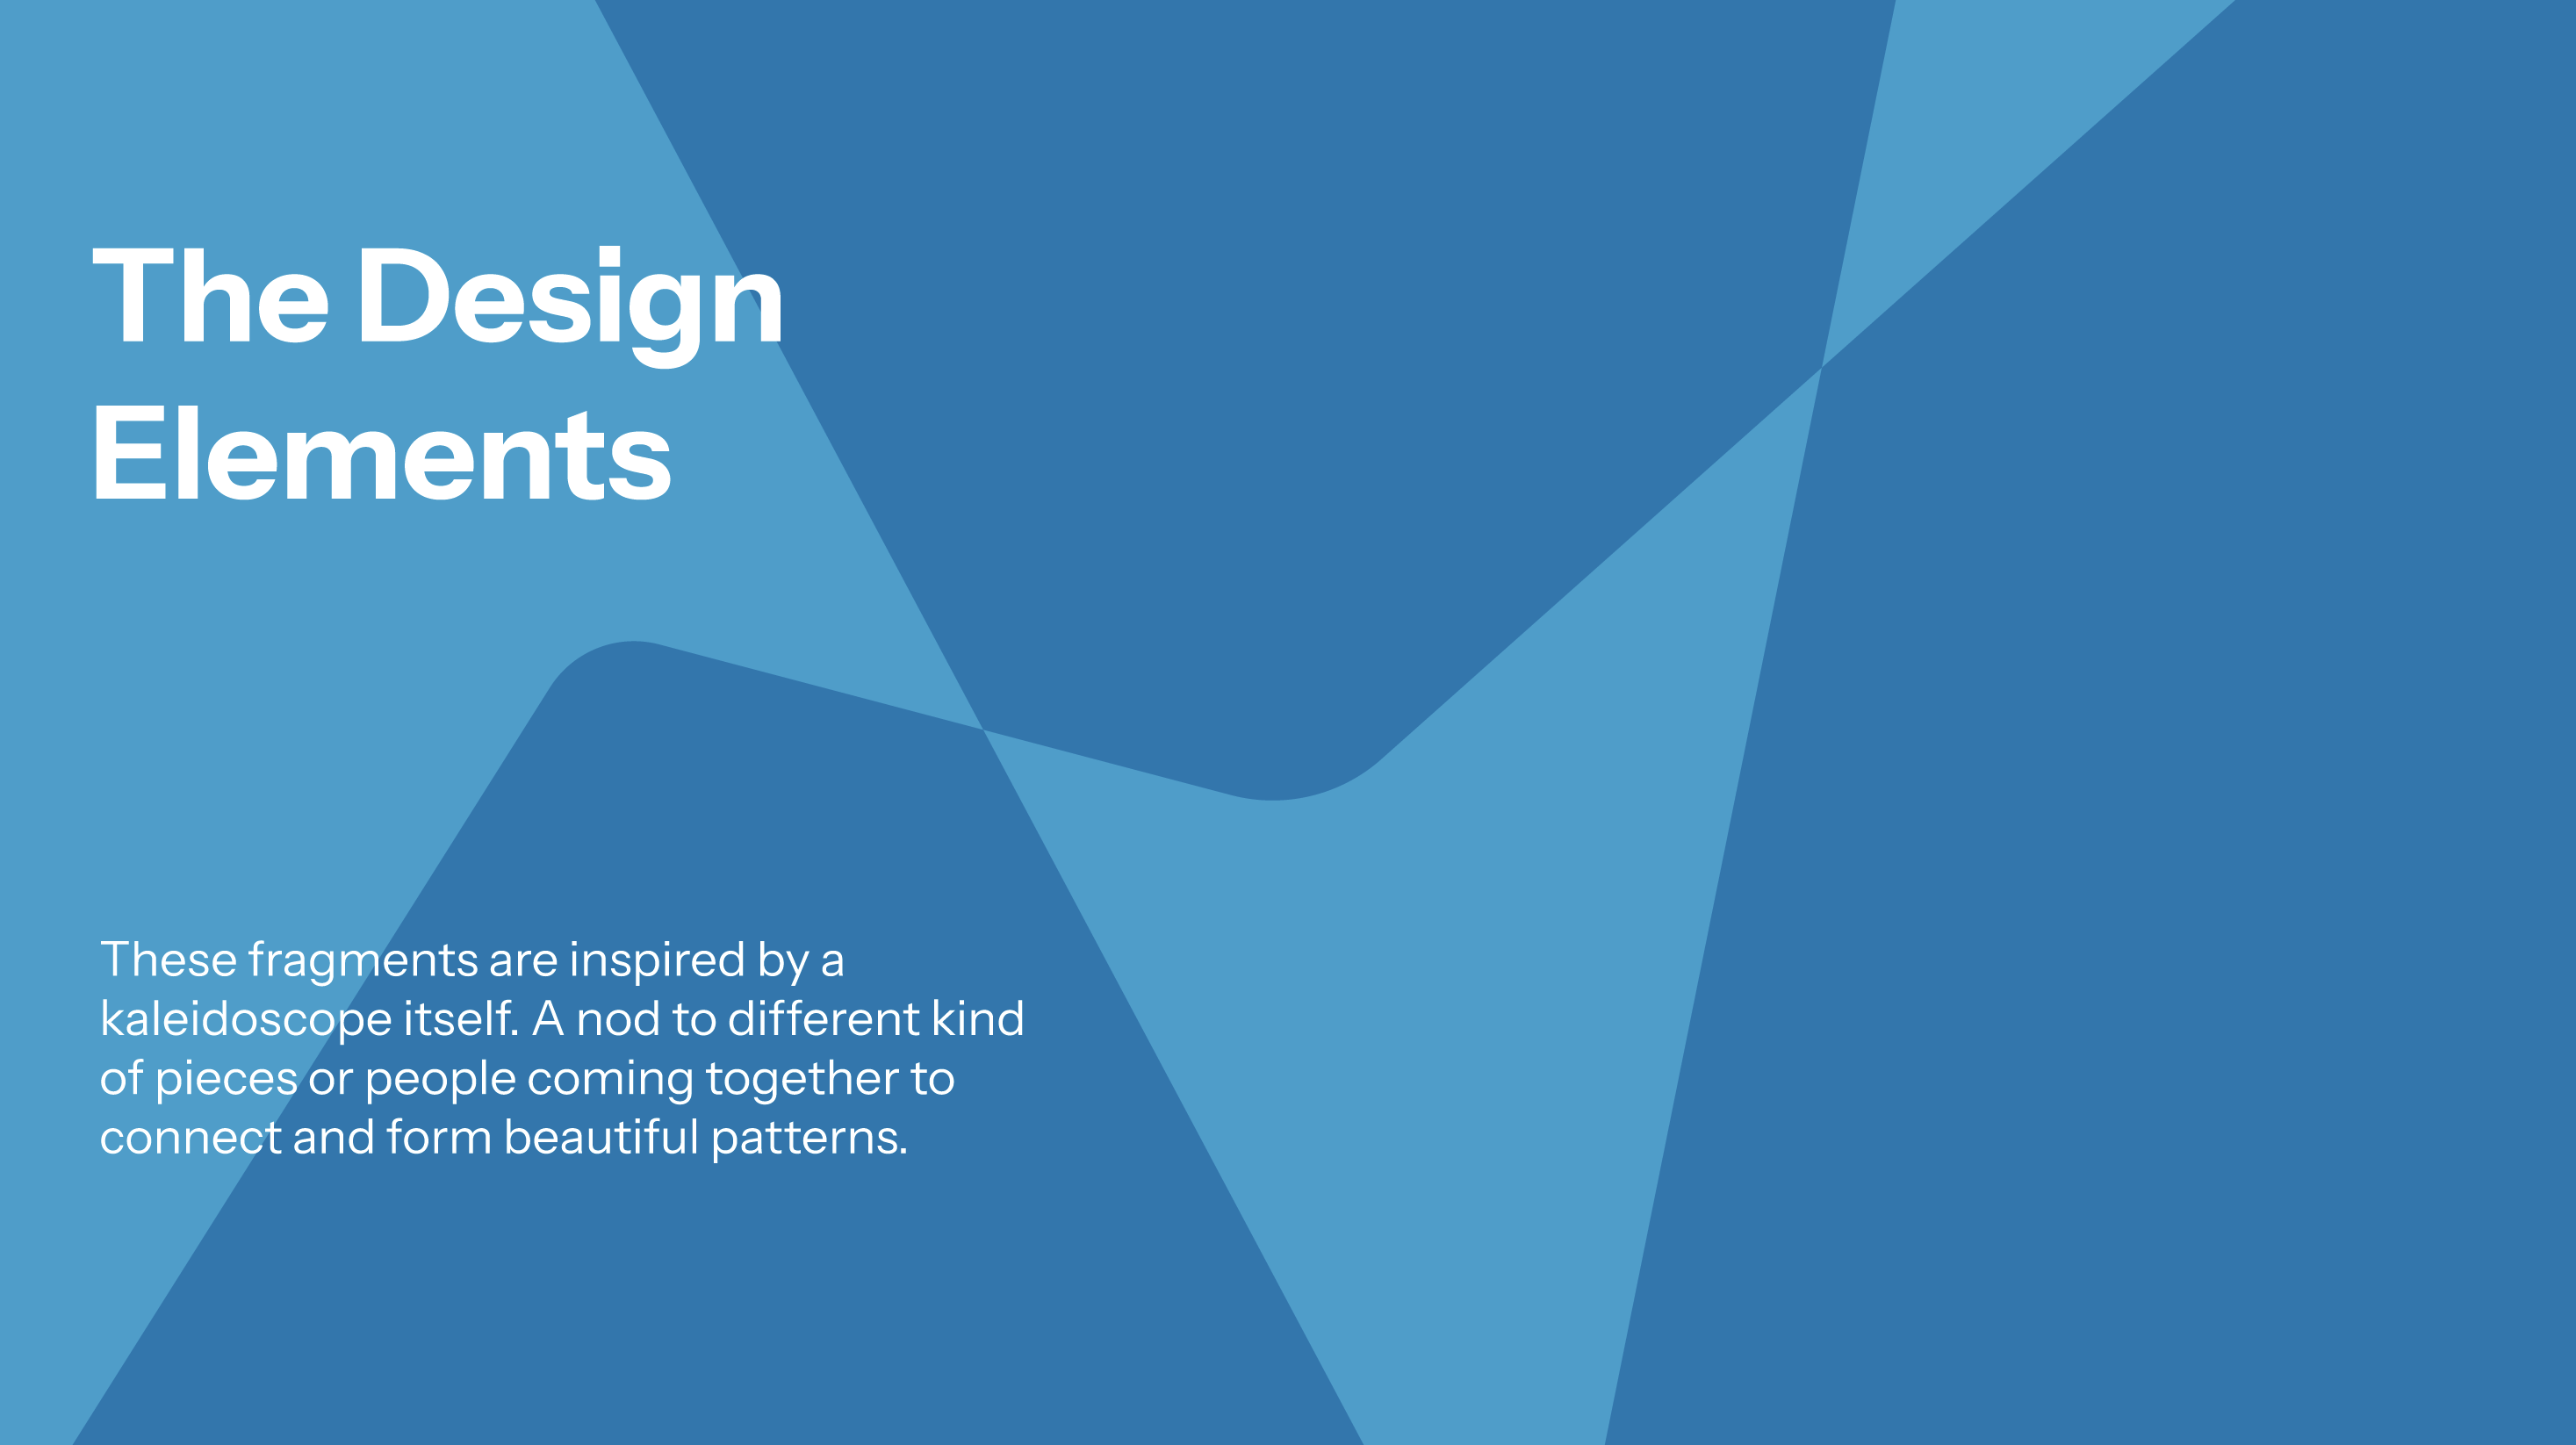 The Design
Elements
These fragments are inspired by a
kaleidoscope itself. A nod to different kind
of pieces or people coming together to
connect and form beautiful patterns.